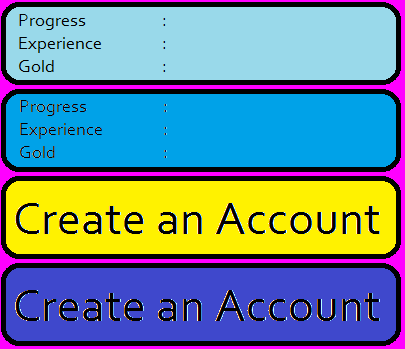 Progress :
Experience :
Gold :
Progress :
Experience :
Gold :
Create an Account
Create an Account